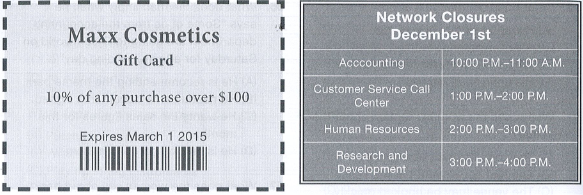 Maxx Cosmetics
Gift Card
10% of any purchase over $100
Expires March 1 2015
Network Closures
December 1st
Acccounting 10:00 P.M.–11:00 A.M.
Customer Service Call
Center 1:00 P.M.–2:00 P.M.
Human Resources 2:00 P.M.–3:00 P.M.
Research and
Development 3:00 P.M.–4:00 P.M.